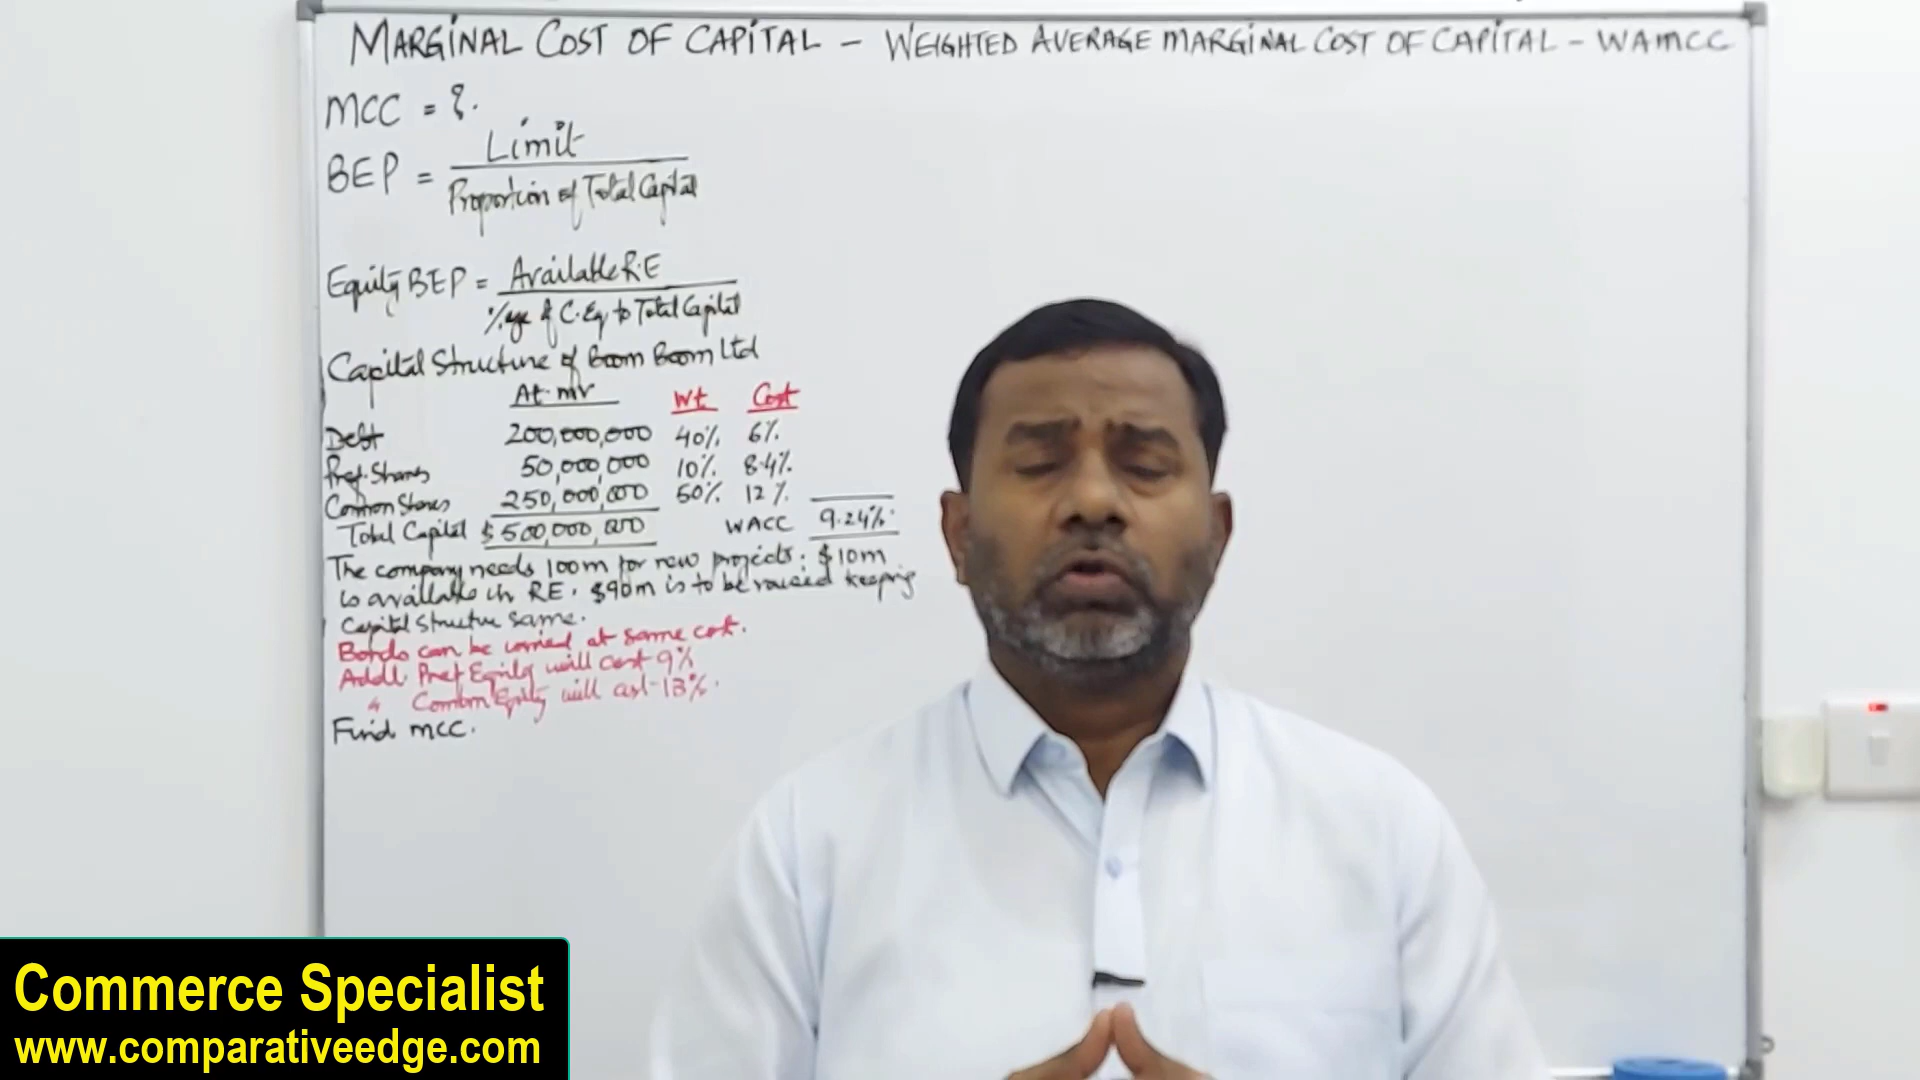 MARGINAL COST OF CAPITAL - WEIGHTED AVERAGE MARGINAL COST OF CAPITAL - WAMCC
MCC = ?.
BEP = Limit
Proportion of Total Capital
Equity BEP = Available R.E
%age of C.Eq to Total Capital
Capital Structure of Boom Boom Ltd
At mv Wt Cost
Debt 200,000,000 40% 6%
Pref. Shares 50,000,000 10% 8.4%
Common Shares 250,000,000 50% 12%
Total Capital $500,000,000 WACC 9.24%
The company needs 100m for new projects. $10m
is available in RE. $90m is to be raised keeping
Capital Structure same.
Bonds can be at same cost.
Addl. Pref Equity will cost 9%
" Common Equity will cost 13%.
Find MCC.
Commerce Specialist
www.comparativeedge.com